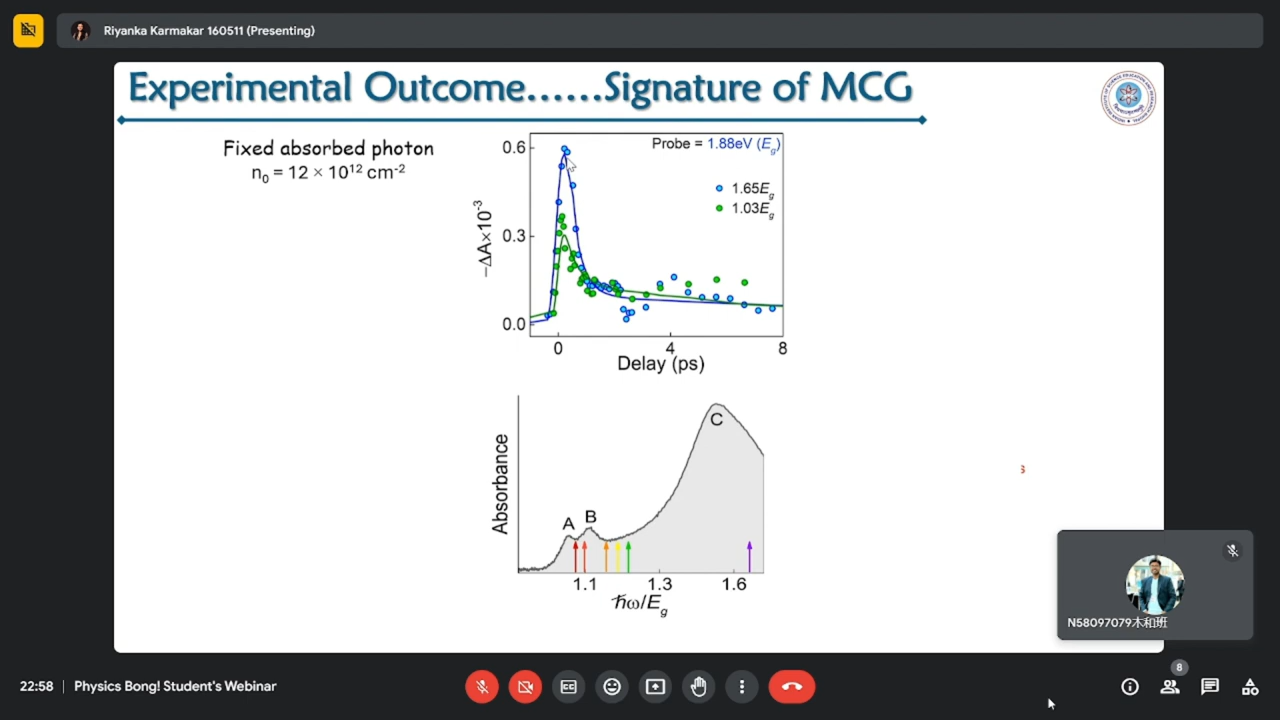 Riyanka Karmakar 160511 (Presenting)
Experimental Outcome......Signature of MCG
Fixed absorbed photon
n₀ = 12 × 10¹² cm⁻²
Probe = 1.88eV (E_g)
1.65E_g
1.03E_g
0.6
0.3
0.0
−ΔA×10⁻³
0 4 8
Delay (ps)
Absorbance
A
B
C
1.1 1.3 1.6
ħω/E_g
s
N58097079木和班
22:58 | Physics Bong! Student's Webinar
8